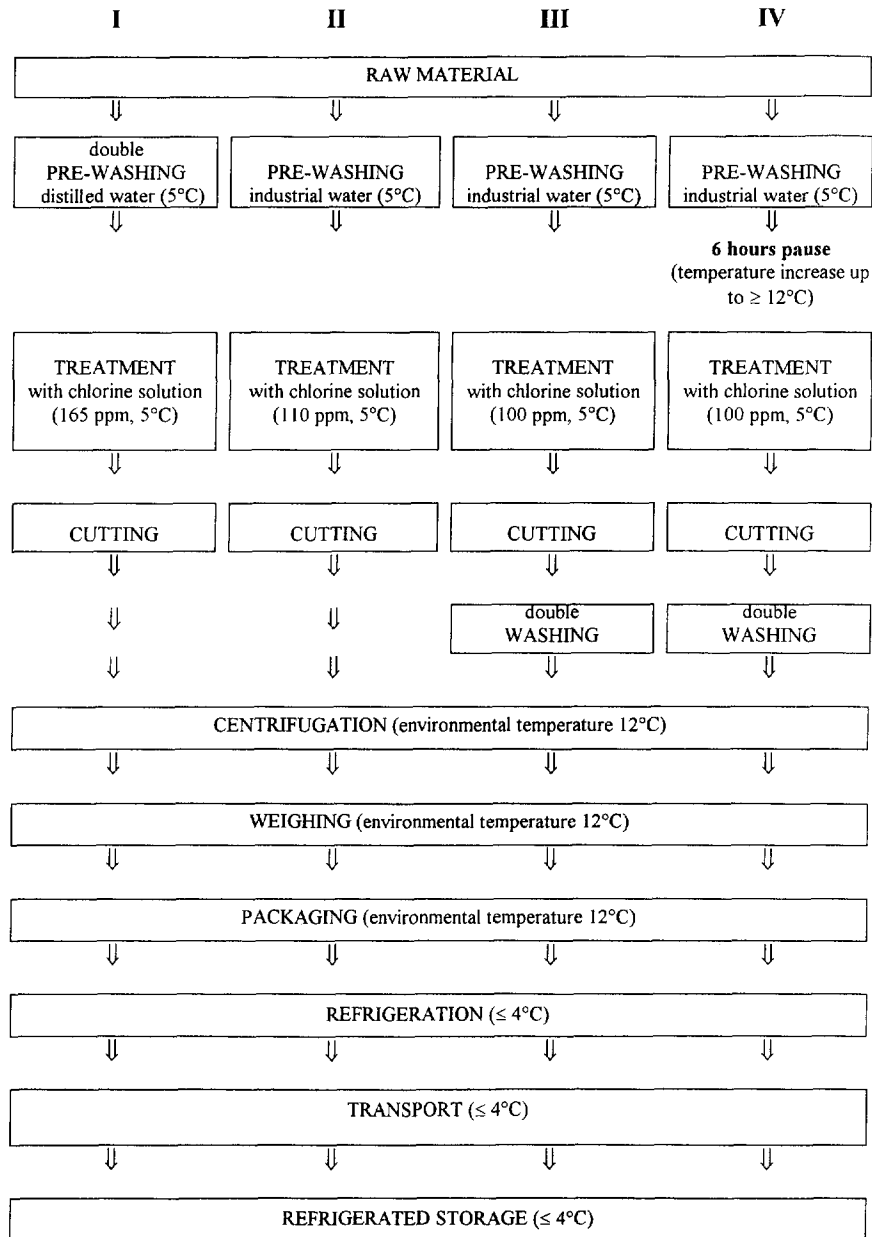 I II III IV
RAW MATERIAL
⇓ ⇓ ⇓ ⇓
double
PRE-WASHING
distilled water (5°C)
PRE-WASHING
industrial water (5°C)
PRE-WASHING
industrial water (5°C)
PRE-WASHING
industrial water (5°C)
⇓ ⇓ ⇓ ⇓
6 hours pause
(temperature increase up
to ≥ 12°C)
TREATMENT
with chlorine solution
(165 ppm, 5°C)
TREATMENT
with chlorine solution
(110 ppm, 5°C)
TREATMENT
with chlorine solution
(100 ppm, 5°C)
TREATMENT
with chlorine solution
(100 ppm, 5°C)
⇓ ⇓ ⇓ ⇓
CUTTING CUTTING CUTTING CUTTING
⇓ ⇓ ⇓ ⇓
⇓ ⇓
double
WASHING
double
WASHING
⇓ ⇓ ⇓ ⇓
CENTRIFUGATION (environmental temperature 12°C)
⇓ ⇓ ⇓ ⇓
WEIGHING (environmental temperature 12°C)
⇓ ⇓ ⇓ ⇓
PACKAGING (environmental temperature 12°C)
⇓ ⇓ ⇓ ⇓
REFRIGERATION (≤ 4°C)
⇓ ⇓ ⇓ ⇓
TRANSPORT (≤ 4°C)
⇓ ⇓ ⇓ ⇓
REFRIGERATED STORAGE (≤ 4°C)